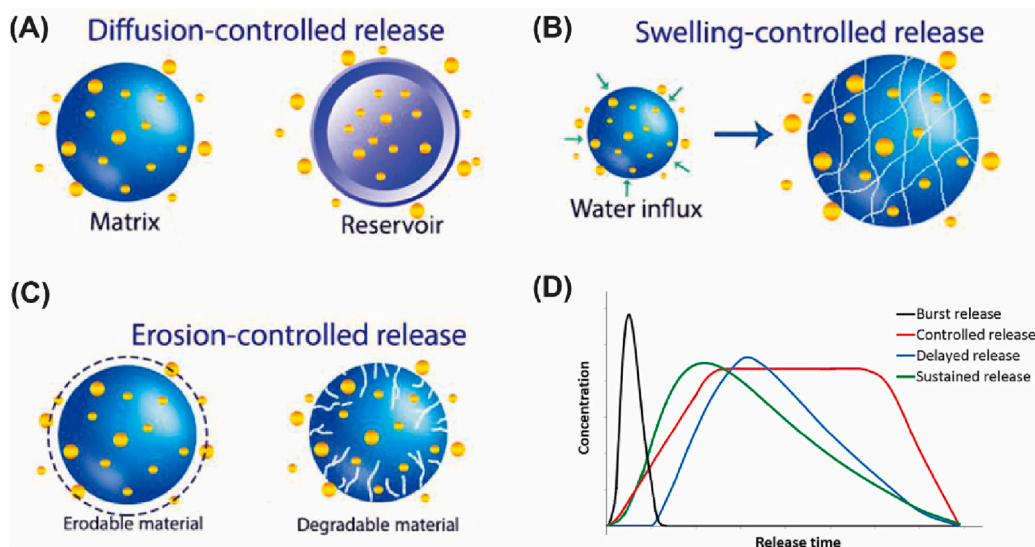 (A)
Diffusion-controlled release
Matrix
Reservoir
(B)
Swelling-controlled release
Water influx
(C)
Erosion-controlled release
Erodable material
Degradable material
(D)
Burst release
Controlled release
Delayed release
Sustained release
Concentration
Release time